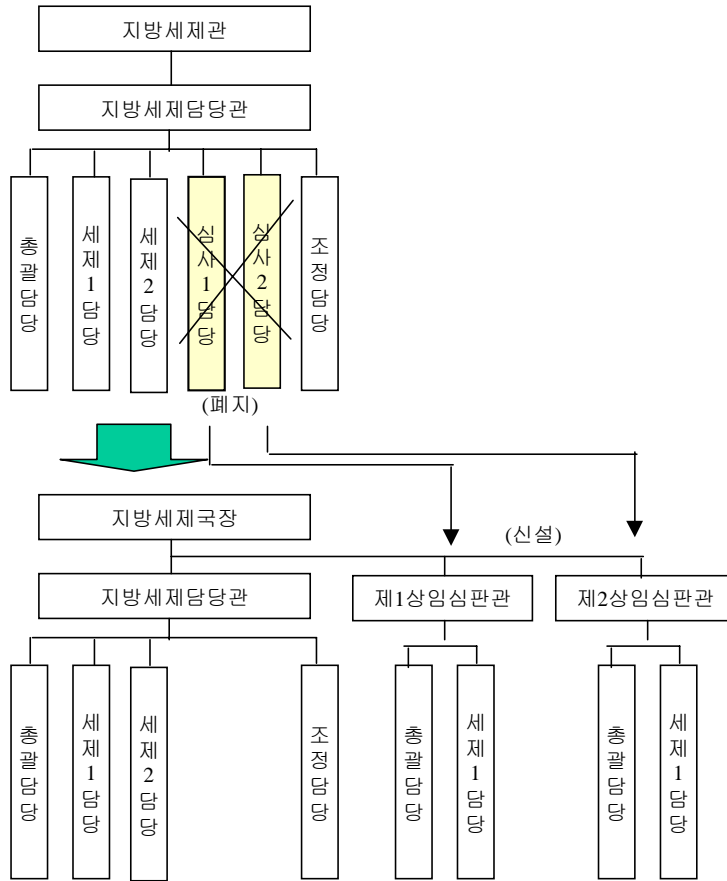 지방세제관
지방세제담당관
총괄담당
세제1담당
세제2담당
심사1담당
심사2담당
조정담당
(폐지)
지방세제국장
(신설)
지방세제담당관
제1상임심판관
제2상임심판관
총괄담당
세제1담당
세제2담당
조정담당
총괄담당
세제1담당
총괄담당
세제1담당